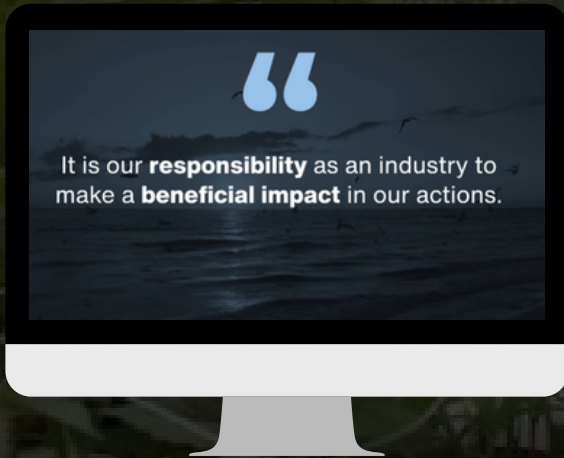 “
It is our responsibility as an industry to
make a beneficial impact in our actions.